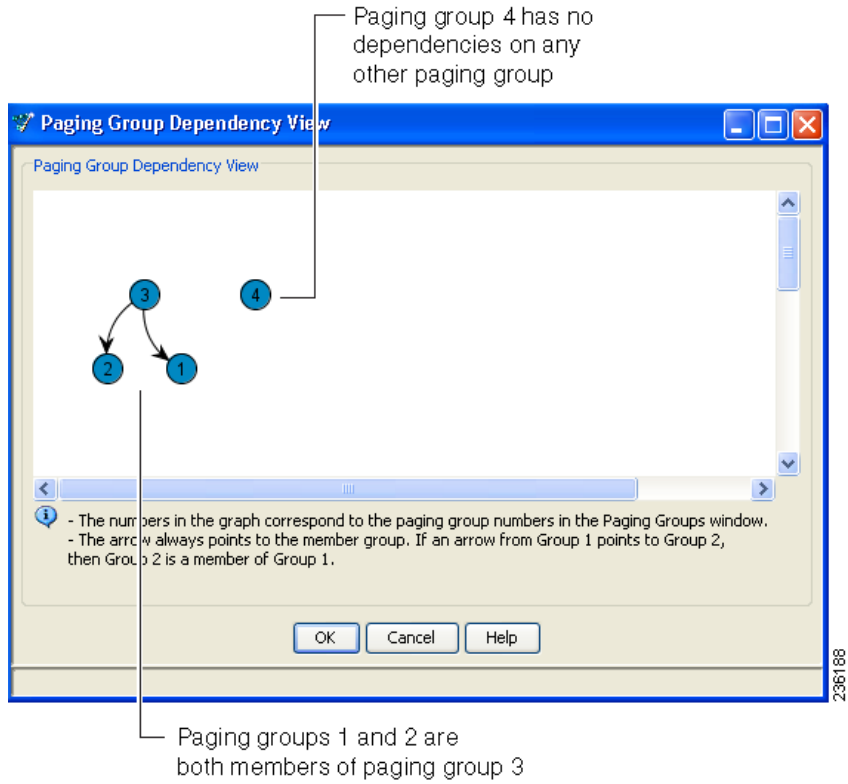 Paging group 4 has no
dependencies on any
other paging group
Paging Group Dependency View
Paging Group Dependency View
3
4
2
1
- The numbers in the graph correspond to the paging group numbers in the Paging Groups window.
- The arrow always points to the member group. If an arrow from Group 1 points to Group 2,
then Group 2 is a member of Group 1.
OK
Cancel
Help
236188
Paging groups 1 and 2 are
both members of paging group 3